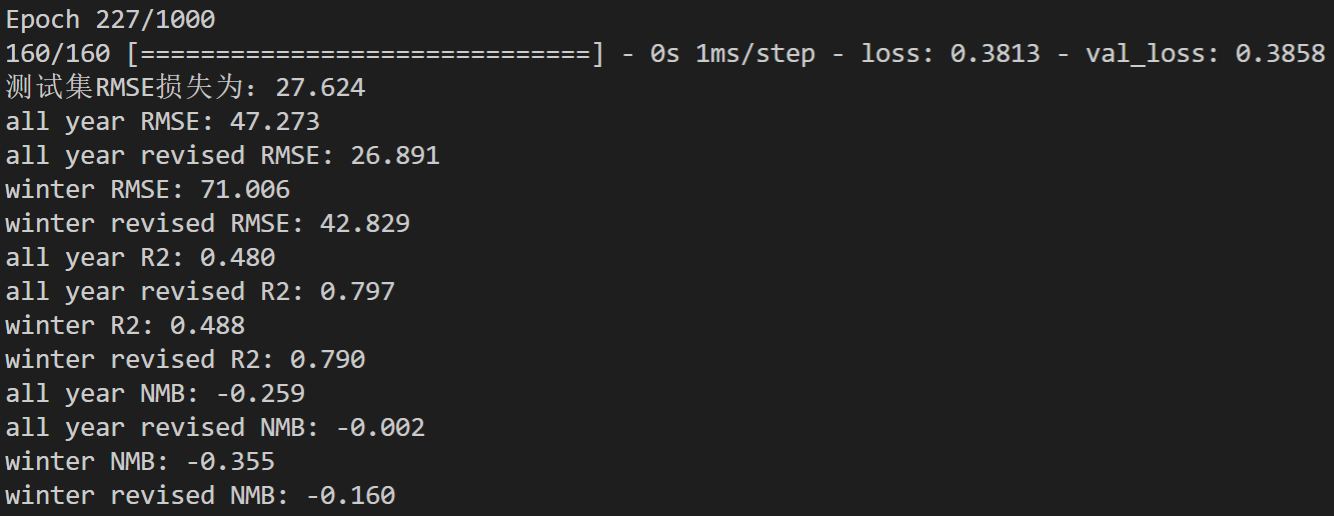 Epoch 227/1000
160/160 [==============================] - 0s 1ms/step - loss: 0.3813 - val_loss: 0.3858
测试集RMSE损失为：27.624
all year RMSE: 47.273
all year revised RMSE: 26.891
winter RMSE: 71.006
winter revised RMSE: 42.829
all year R2: 0.480
all year revised R2: 0.797
winter R2: 0.488
winter revised R2: 0.790
all year NMB: -0.259
all year revised NMB: -0.002
winter NMB: -0.355
winter revised NMB: -0.160